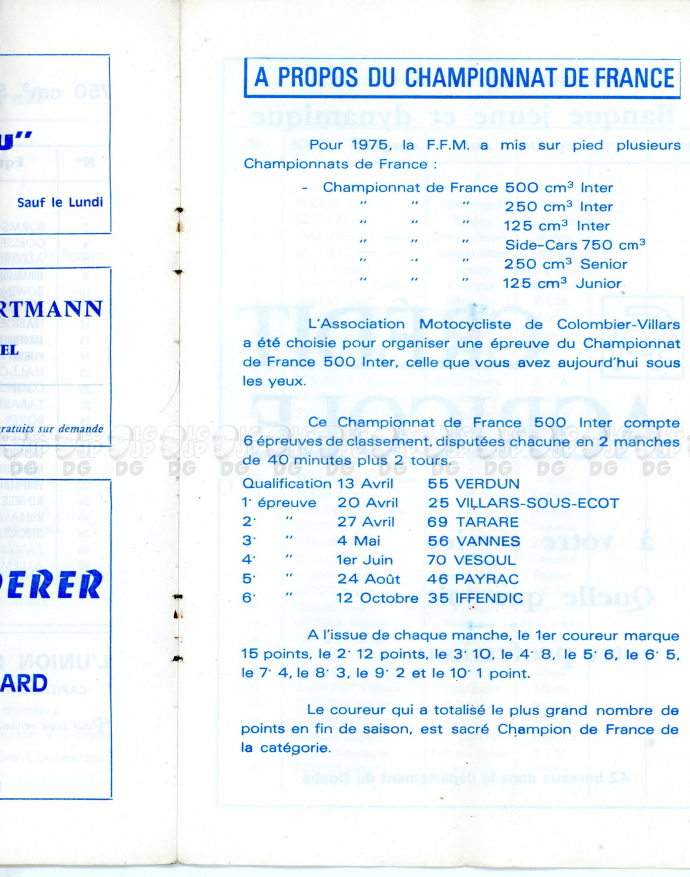 u"
Sauf le Lundi
RTMANN
EL
gratuits sur demande
DERER
ARD
A PROPOS DU CHAMPIONNAT DE FRANCE
Pour 1975, la F.F.M. a mis sur pied plusieurs
Championnats de France :
- Championnat de France 500 cm³ Inter
" " " 250 cm³ Inter
" " " 125 cm³ Inter
" " " Side-Cars 750 cm³
" " " 250 cm³ Senior
" " " 125 cm³ Junior
L'Association Motocycliste de Colombier-Villars
a été choisie pour organiser une épreuve du Championnat
de France 500 Inter, celle que vous avez aujourd'hui sous
les yeux.
Ce Championnat de France 500 Inter compte
6 épreuves de classement, disputées chacune en 2 manches
de 40 minutes plus 2 tours.
Qualification 13 Avril 55 VERDUN
1· épreuve 20 Avril 25 VILLARS-SOUS-ECOT
2· " 27 Avril 69 TARARE
3· " 4 Mai 56 VANNES
4· " 1er Juin 70 VESOUL
5· " 24 Août 46 PAYRAC
6· " 12 Octobre 35 IFFENDIC
A l'issue de chaque manche, le 1er coureur marque
15 points, le 2· 12 points, le 3· 10, le 4· 8, le 5· 6, le 6· 5,
le 7· 4, le 8· 3, le 9· 2 et le 10· 1 point.
Le coureur qui a totalisé le plus grand nombre de
points en fin de saison, est sacré Champion de France de
la catégorie.